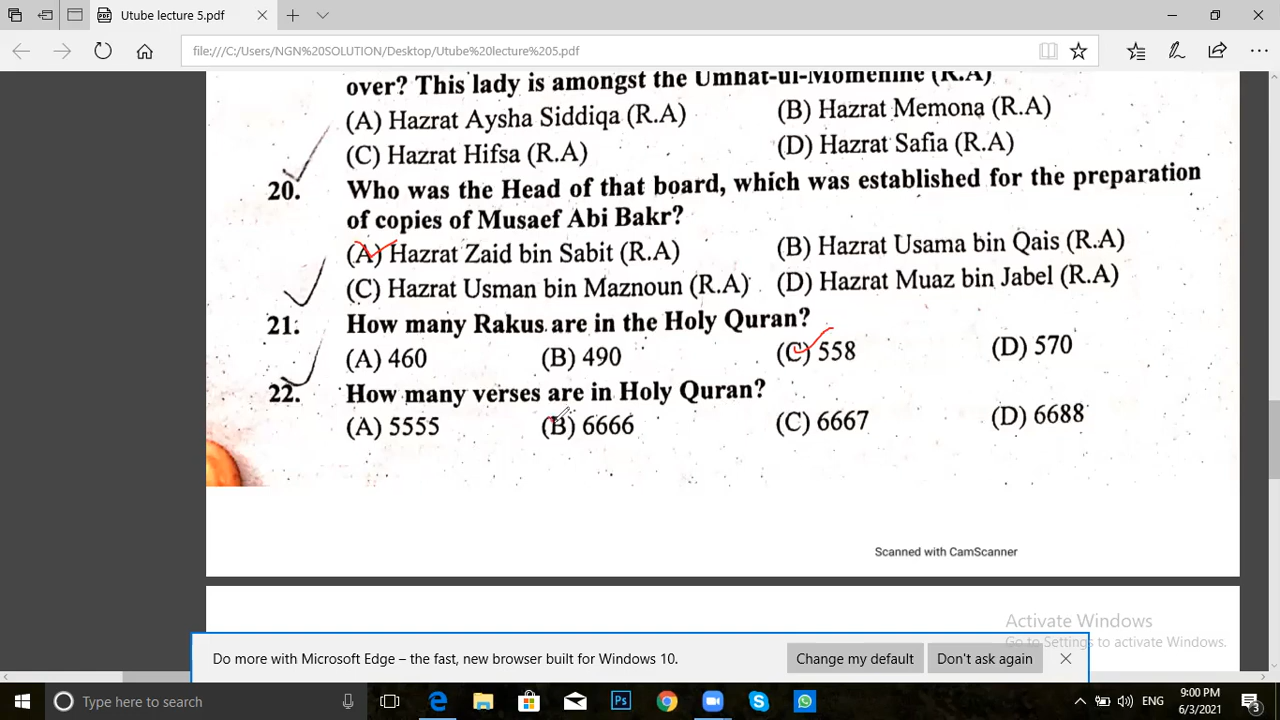 Utube lecture 5.pdf
file:///C:/Users/NGN%20SOLUTION/Desktop/Utube%20lecture%205.pdf
over? This lady is amongst the Umhat-ul-Momenine (R.A)
(A) Hazrat Aysha Siddiqa (R.A) (B) Hazrat Memona (R.A)
(C) Hazrat Hifsa (R.A) (D) Hazrat Safia (R.A)
20. Who was the Head of that board, which was established for the preparation
of copies of Musaef Abi Bakr?
(A) Hazrat Zaid bin Sabit (R.A) (B) Hazrat Usama bin Qais (R.A)
(C) Hazrat Usman bin Maznoun (R.A) (D) Hazrat Muaz bin Jabel (R.A)
21. How many Rakus are in the Holy Quran?
(A) 460 (B) 490 (C) 558 (D) 570
22. How many verses are in Holy Quran?
(A) 5555 (B) 6666 (C) 6667 (D) 6688
Scanned with CamScanner
Activate Windows
Go to Settings to activate Windows.
Do more with Microsoft Edge – the fast, new browser built for Windows 10. Change my default Don't ask again
Type here to search
Ps
ENG
9:00 PM
6/3/2021
3